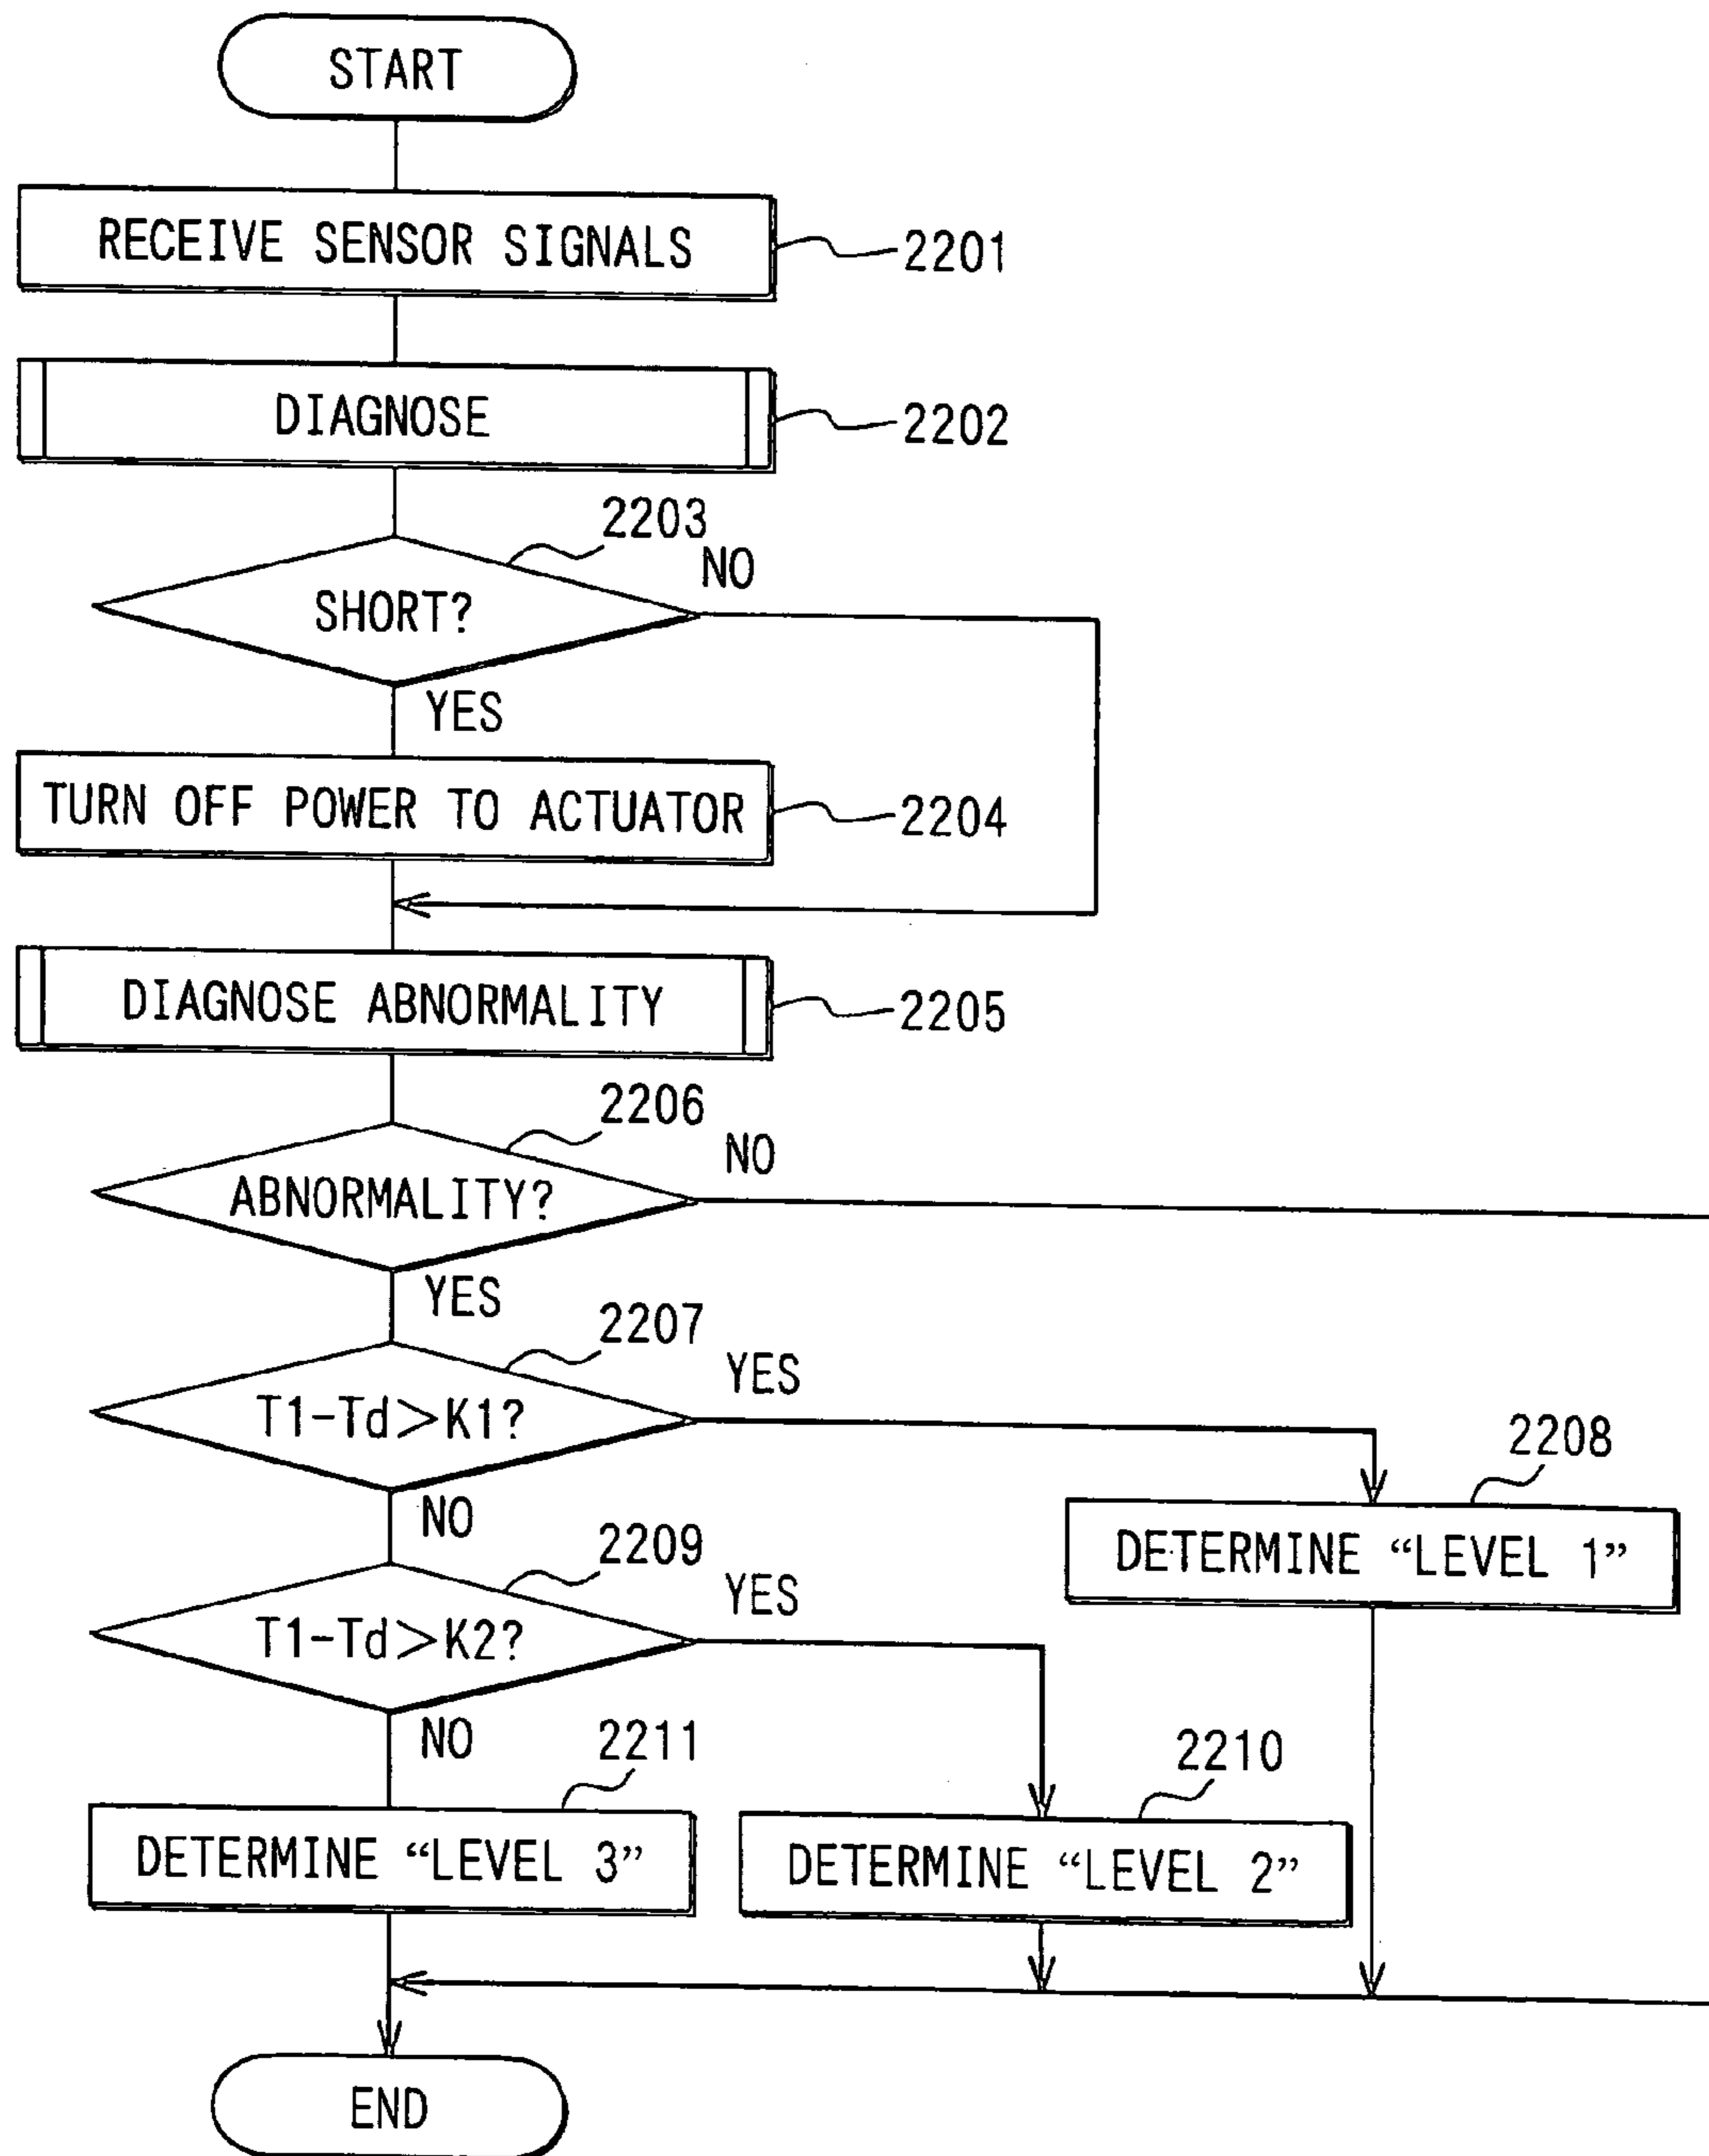 START
RECEIVE SENSOR SIGNALS
2201
DIAGNOSE
2202
2203
SHORT?
NO
YES
TURN OFF POWER TO ACTUATOR
2204
DIAGNOSE ABNORMALITY
2205
2206
ABNORMALITY?
NO
YES
2207
T1-Td>K1?
YES
NO
2208
DETERMINE “LEVEL 1”
2209
T1-Td>K2?
YES
NO
2211
DETERMINE “LEVEL 3”
2210
DETERMINE “LEVEL 2”
END